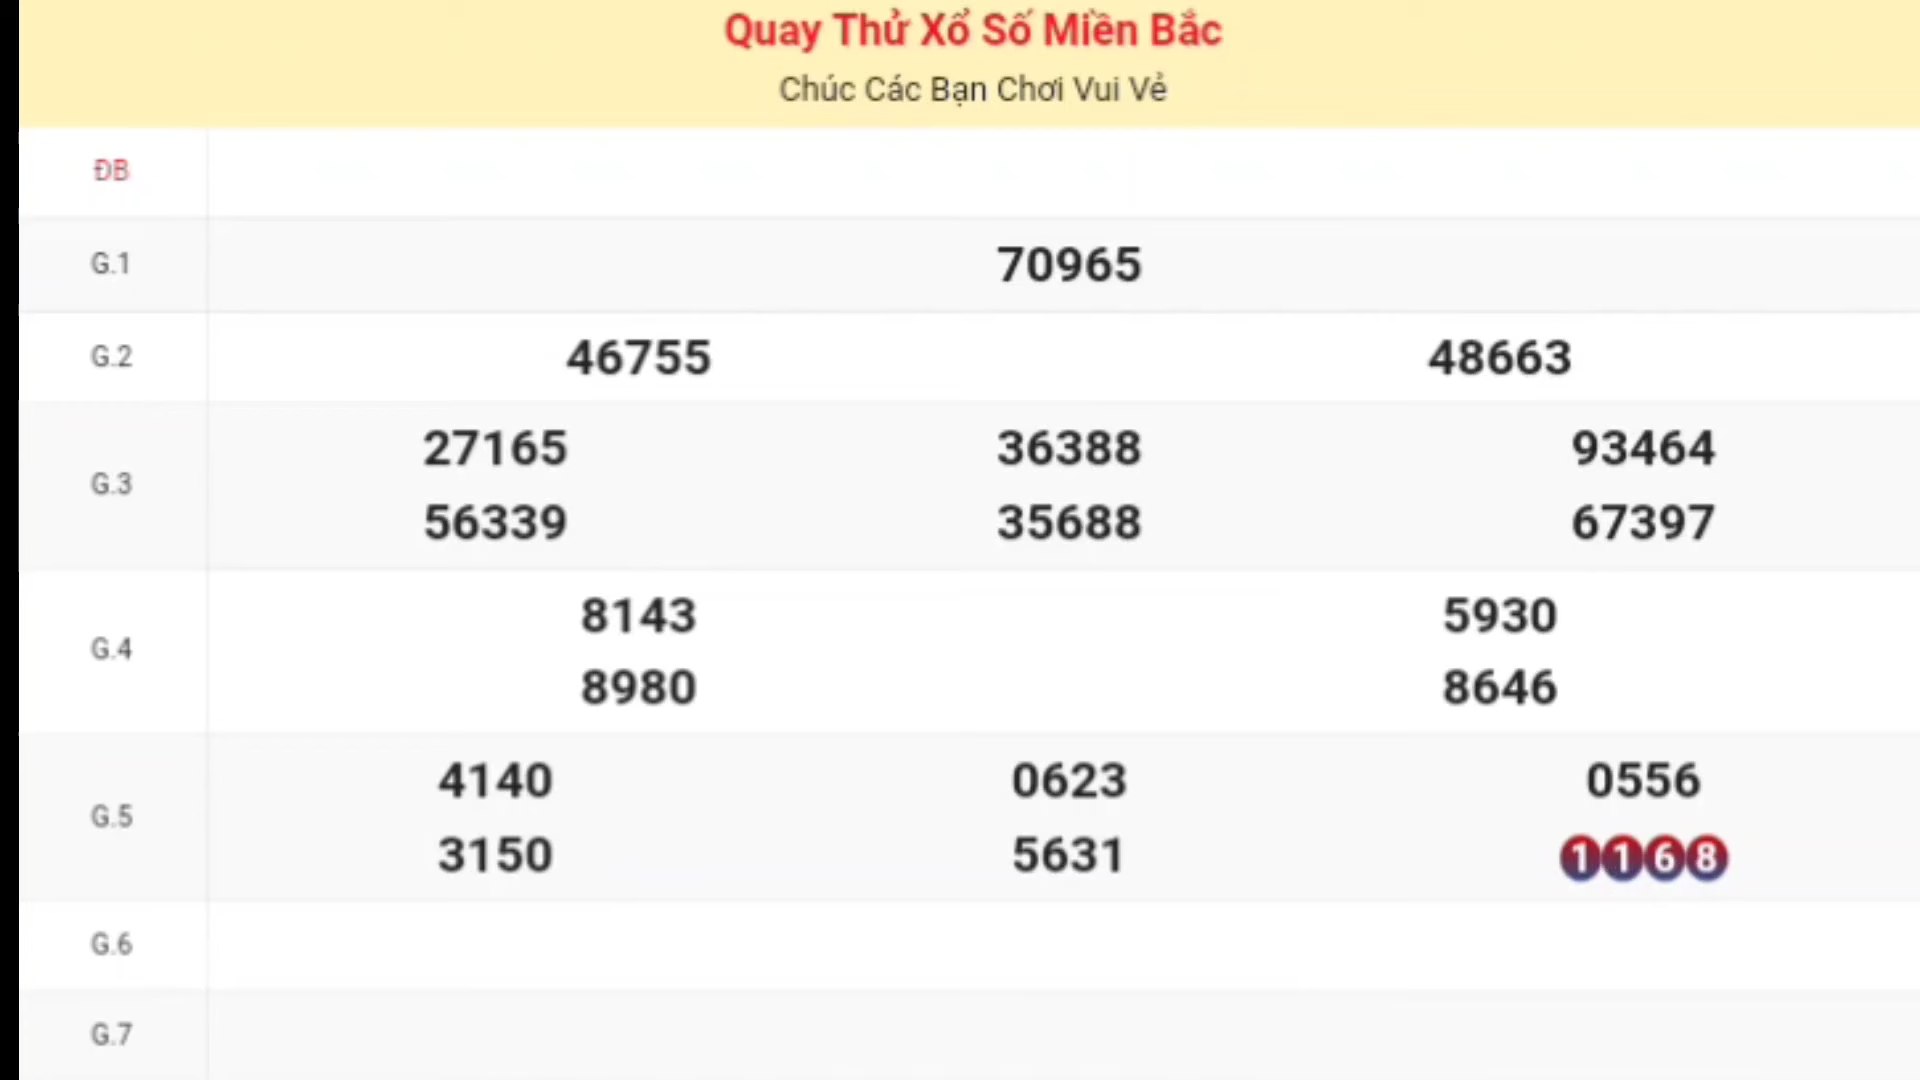 Quay Thử Xổ Số Miền Bắc
Chúc Các Bạn Chơi Vui Vẻ
ĐB
G.1 70965
G.2 46755 48663
G.3 27165 36388 93464
56339 35688 67397
G.4 8143 5930
8980 8646
G.5 4140 0623 0556
3150 5631 1168
G.6
G.7